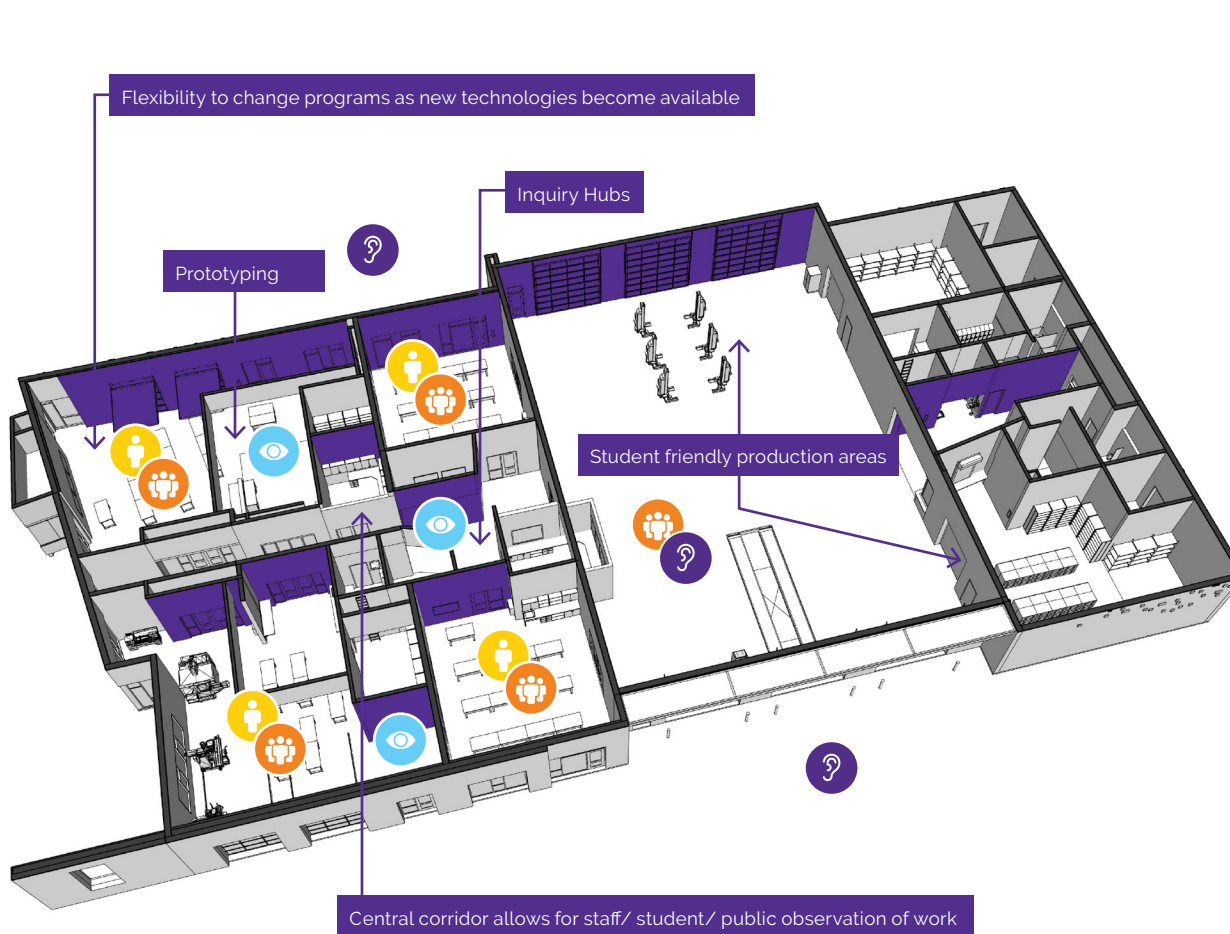 Flexibility to change programs as new technologies become available
Inquiry Hubs
Prototyping
Student friendly production areas
Central corridor allows for staff/ student/ public observation of work